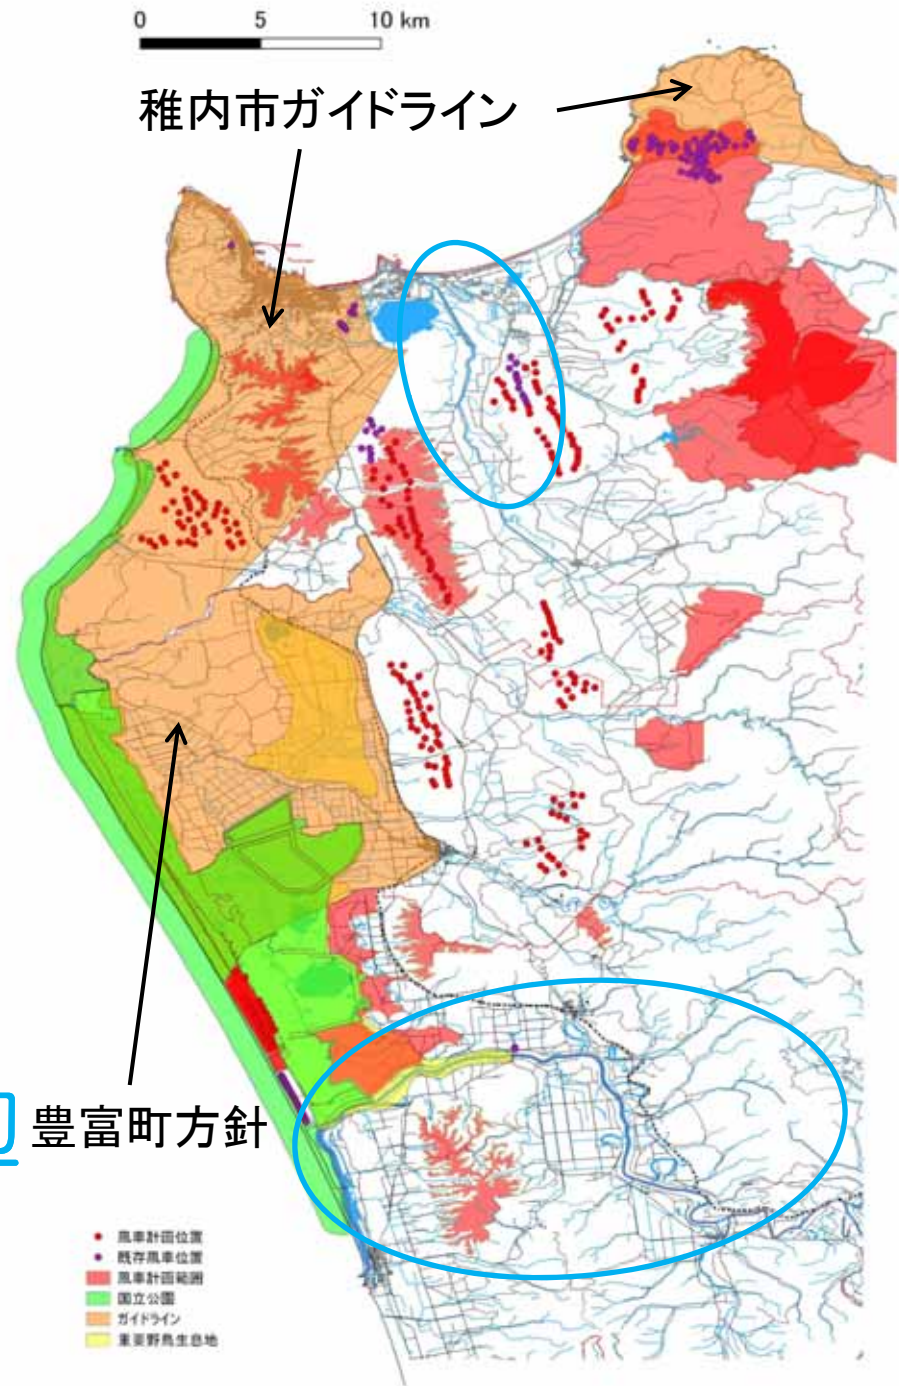 0 5 10 km
稚内市ガイドライン
豊富町方針
風車計画位置
既存風車位置
風車計画範囲
国立公園
ガイドライン
重要野鳥生息地